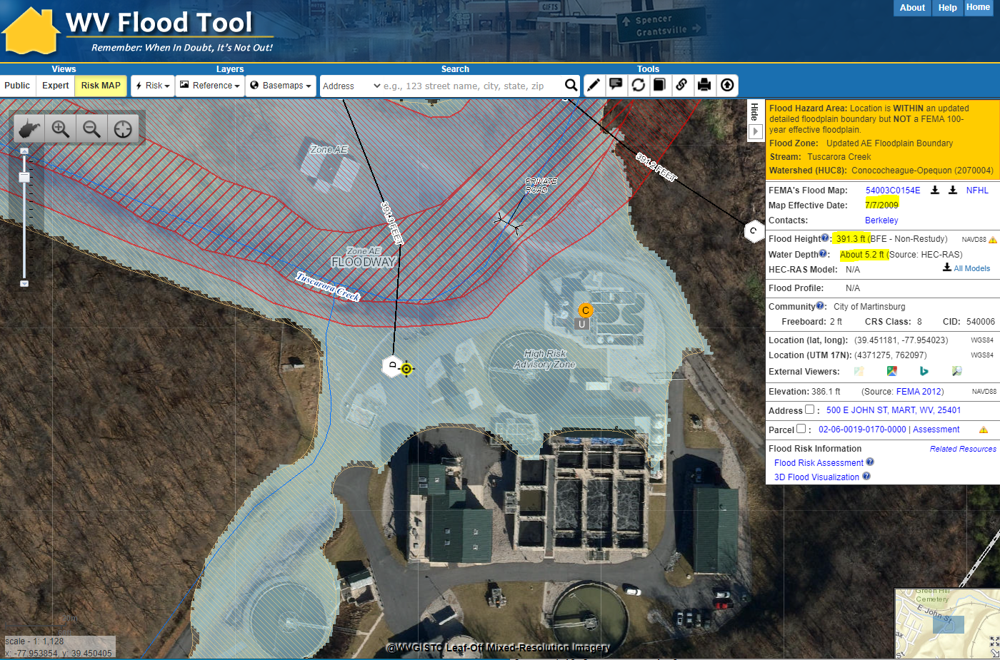 WV Flood Tool
Remember: When In Doubt, It's Not Out!
GIFTS
Spencer
Grantsville
About
Help
Home
Views
Layers
Search
Tools
Public
Expert
Risk MAP
Risk
Reference
Basemaps
Address
e.g., 123 street name, city, state, zip
Hide
Flood Hazard Area: Location is WITHIN an updated
detailed floodplain boundary but NOT a FEMA 100-
year effective floodplain.
Flood Zone: Updated AE Floodplain Boundary
Stream: Tuscarora Creek
Watershed (HUC8): Conococheague-Opequon (2070004)
FEMA's Flood Map: 54003C0154E NFHL
Map Effective Date: 7/7/2009
Contacts: Berkeley
Flood Height: 391.3 ft (BFE - Non-Restudy) NAVD88
Water Depth: About 5.2 ft (Source: HEC-RAS)
HEC-RAS Model: N/A All Models
Flood Profile: N/A
Community: City of Martinsburg
Freeboard: 2 ft CRS Class: 8 CID: 540006
Location (lat, long): (39.451181, -77.954023) WGS84
Location (UTM 17N): (4371275, 762097) WGS84
External Viewers:
Elevation: 386.1 ft (Source: FEMA 2012) NAVD88
Address : 500 E JOHN ST, MART, WV, 25401
Parcel : 02-06-0019-0170-0000 | Assessment
Flood Risk Information Related Resources
Flood Risk Assessment
3D Flood Visualization
Zone AE
391.2 FEET
PRIVATE
ROAD
391.3 FEET
C
Zone AE
FLOODWAY
Tuscarora Creek
C
U
High Risk
Advisory Zone
D
Green Hill
Cemetery
E John St
St
scale - 1: 1,128
x: -77.953854, y: 39.450405
@WVGISTC Leaf-Off Mixed-Resolution Imagery